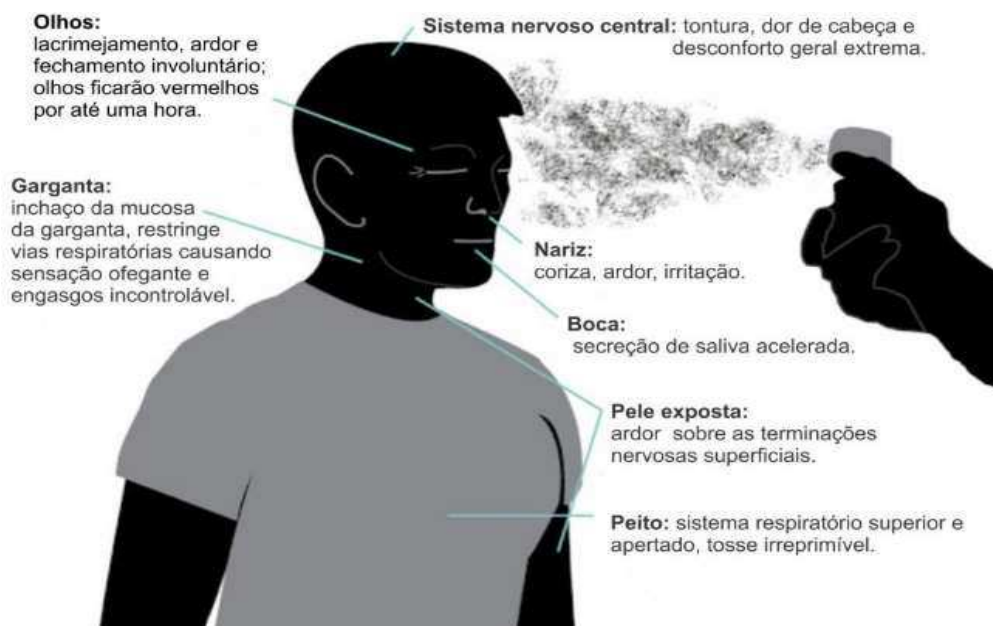 Olhos:
lacrimejamento, ardor e
fechamento involuntário;
olhos ficarão vermelhos
por até uma hora.
Sistema nervoso central: tontura, dor de cabeça e
desconforto geral extrema.
Garganta:
inchaço da mucosa
da garganta, restringe
vias respiratórias causando
sensação ofegante e
engasgos incontrolável.
Nariz:
coriza, ardor, irritação.
Boca:
secreção de saliva acelerada.
Pele exposta:
ardor sobre as terminações
nervosas superficiais.
Peito: sistema respiratório superior e
apertado, tosse irreprimível.